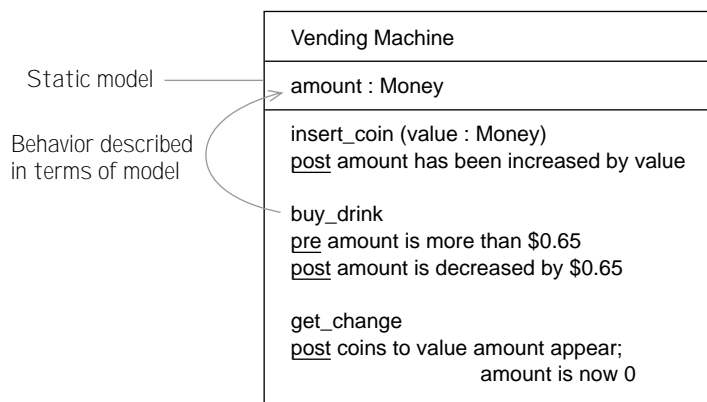 Vending Machine
Static model
amount : Money
Behavior described
in terms of model
insert_coin (value : Money)
post amount has been increased by value
buy_drink
pre amount is more than $0.65
post amount is decreased by $0.65
get_change
post coins to value amount appear;
amount is now 0